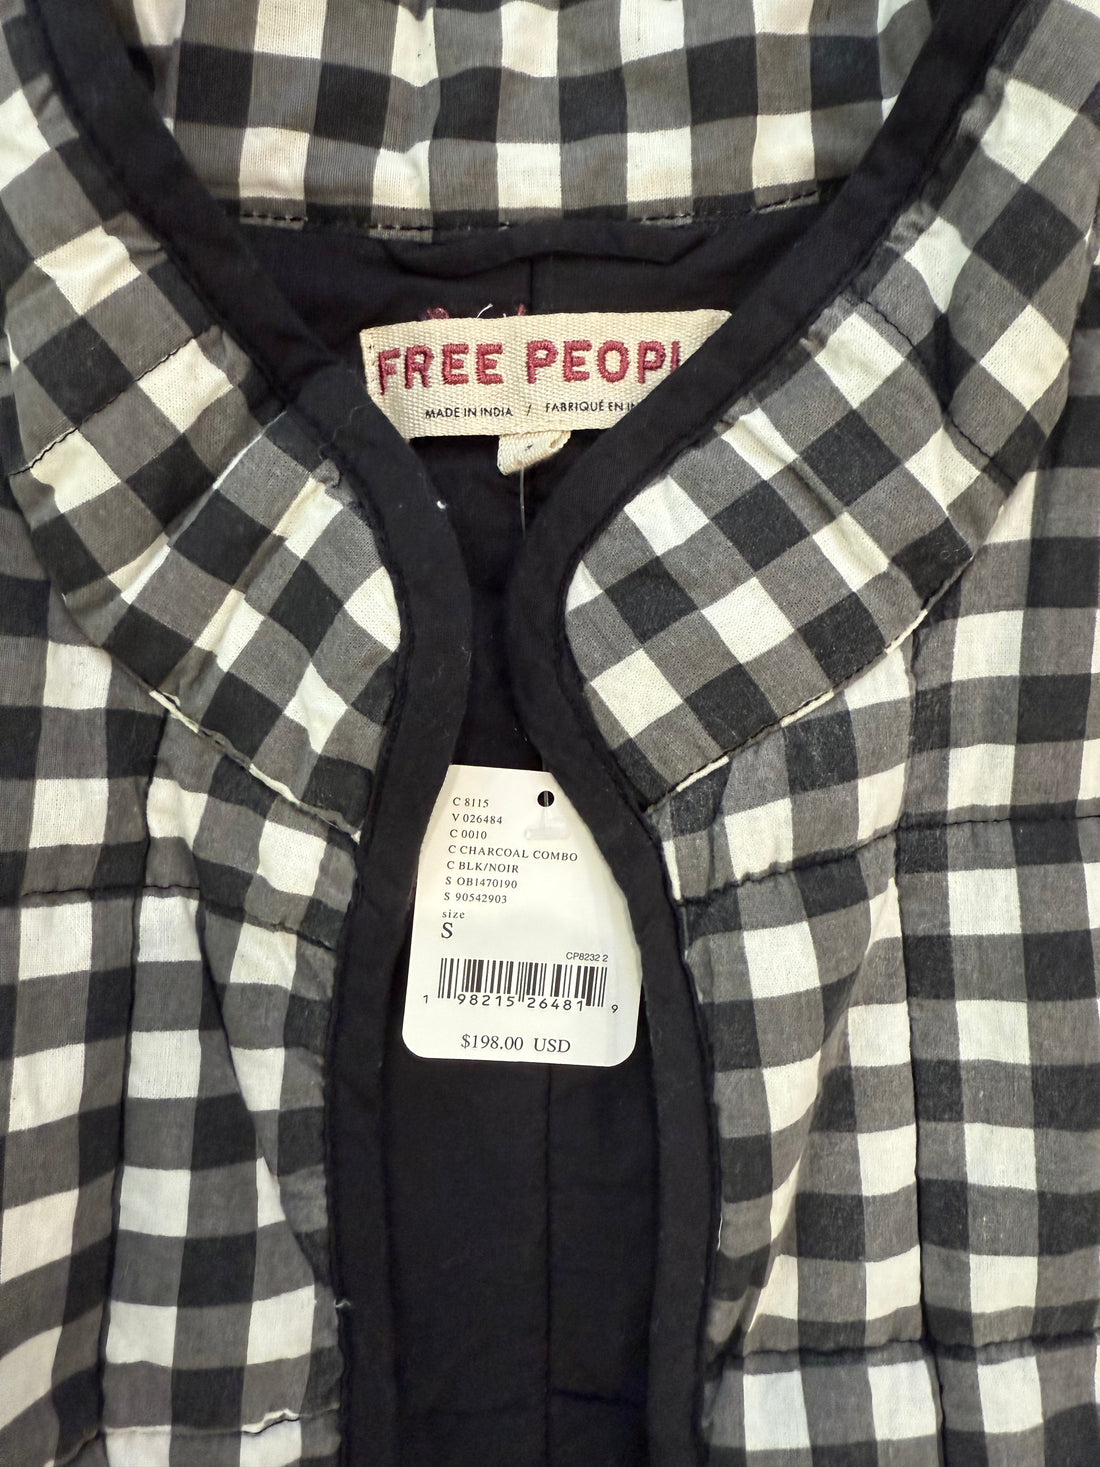 FREE PEOPL
MADE IN INDIA / FABRIQUÉ EN IN
C 8115
V 026484
C 0010
C CHARCOAL COMBO
C BLK/NOIR
S OB1470190
S 90542903
size
S
CP8232 2
1 98215 26481 9
$198.00 USD